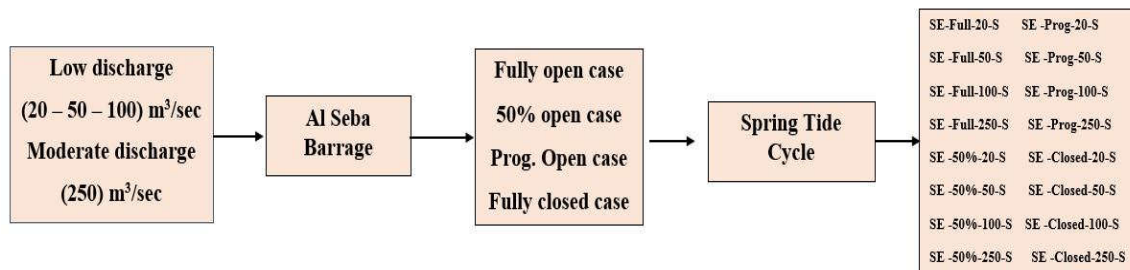 Low discharge
(20 – 50 – 100) m³/sec
Moderate discharge
(250) m³/sec
Al Seba
Barrage
Fully open case
50% open case
Prog. Open case
Fully closed case
Spring Tide
Cycle
SE-Full-20-S SE -Prog-20-S
SE -Full-50-S SE -Prog-50-S
SE -Full-100-S SE -Prog-100-S
SE -Full-250-S SE -Prog-250-S
SE -50%-20-S SE -Closed-20-S
SE -50%-50-S SE -Closed-50-S
SE -50%-100-S SE -Closed-100-S
SE -50%-250-S SE -Closed-250-S